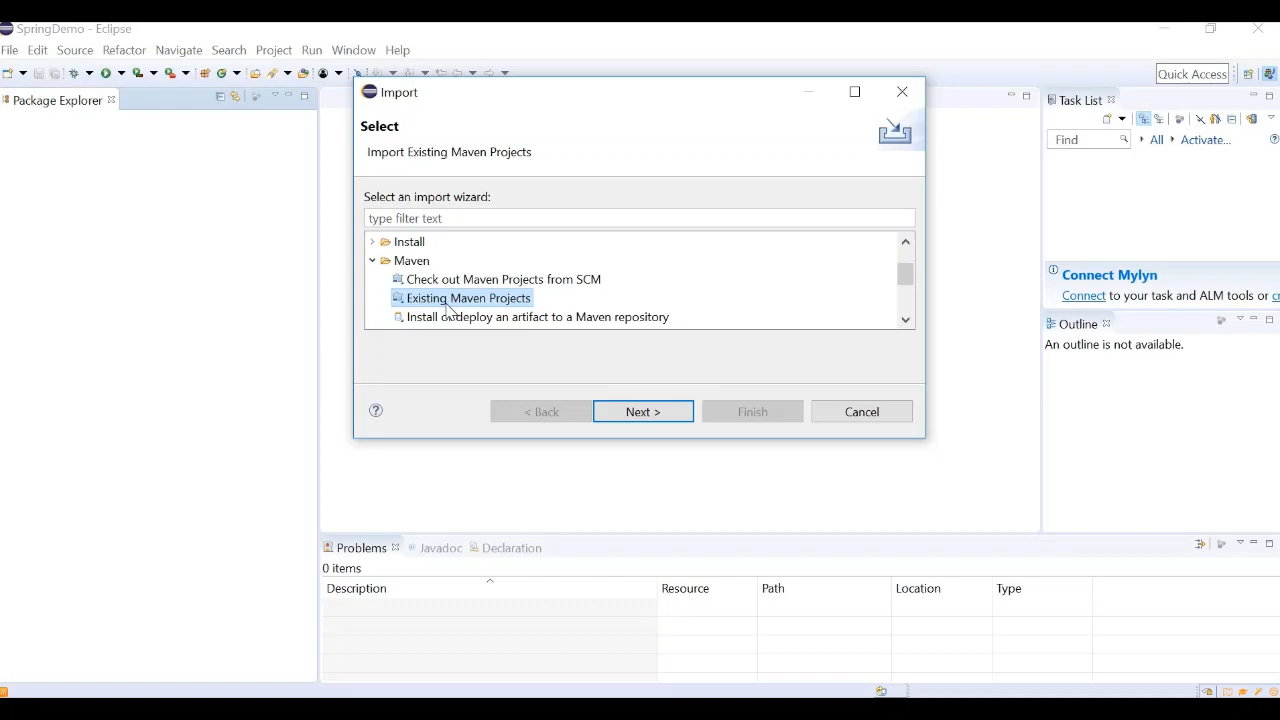 SpringDemo - Eclipse
File Edit Source Refactor Navigate Search Project Run Window Help
Quick Access
Package Explorer
Import
Select
Import Existing Maven Projects
Select an import wizard:
type filter text
Install
Maven
Check out Maven Projects from SCM
Existing Maven Projects
Install or deploy an artifact to a Maven repository
< Back Next > Finish Cancel
Task List
Find All Activate...
Connect Mylyn
Connect to your task and ALM tools or
Outline
An outline is not available.
Problems Javadoc Declaration
0 items
Description Resource Path Location Type